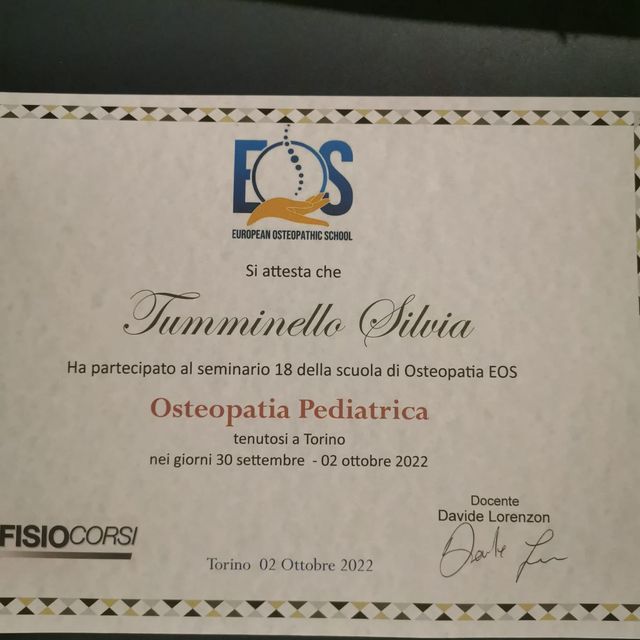 EOS
EUROPEAN OSTEOPATHIC SCHOOL
Si attesta che
Tumminello Silvia
Ha partecipato al seminario 18 della scuola di Osteopatia EOS
Osteopatia Pediatrica
tenutosi a Torino
nei giorni 30 settembre - 02 ottobre 2022
Docente
Davide Lorenzon
FISIOCORSI
Torino 02 Ottobre 2022